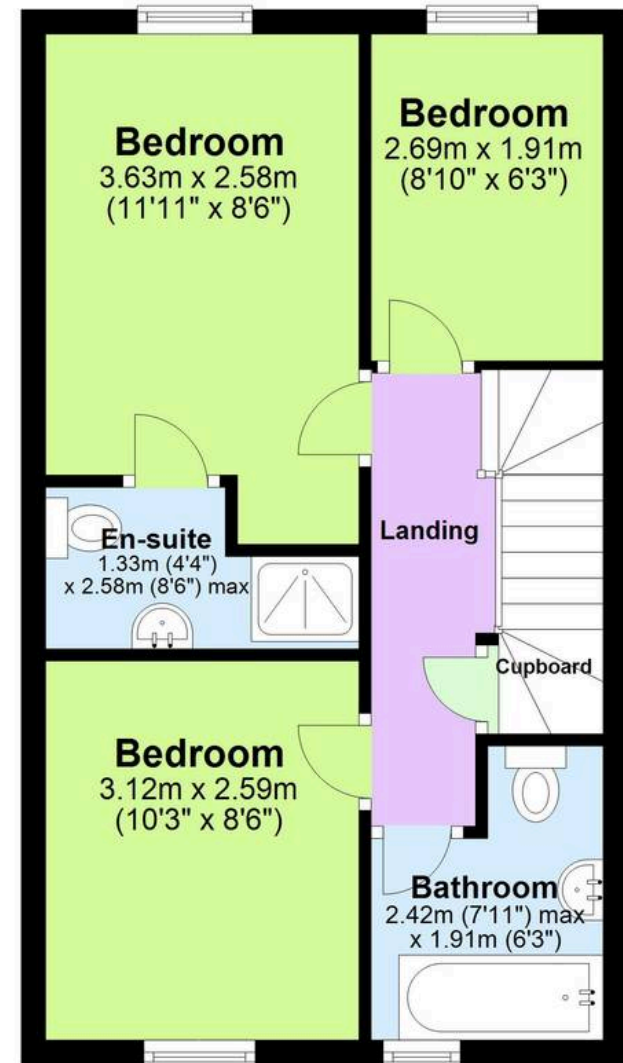 Bedroom
3.63m x 2.58m
(11'11" x 8'6")
Bedroom
2.69m x 1.91m
(8'10" x 6'3")
En-suite
1.33m (4'4")
x 2.58m (8'6") max
Landing
Cupboard
Bedroom
3.12m x 2.59m
(10'3" x 8'6")
Bathroom
2.42m (7'11") max
x 1.91m (6'3")